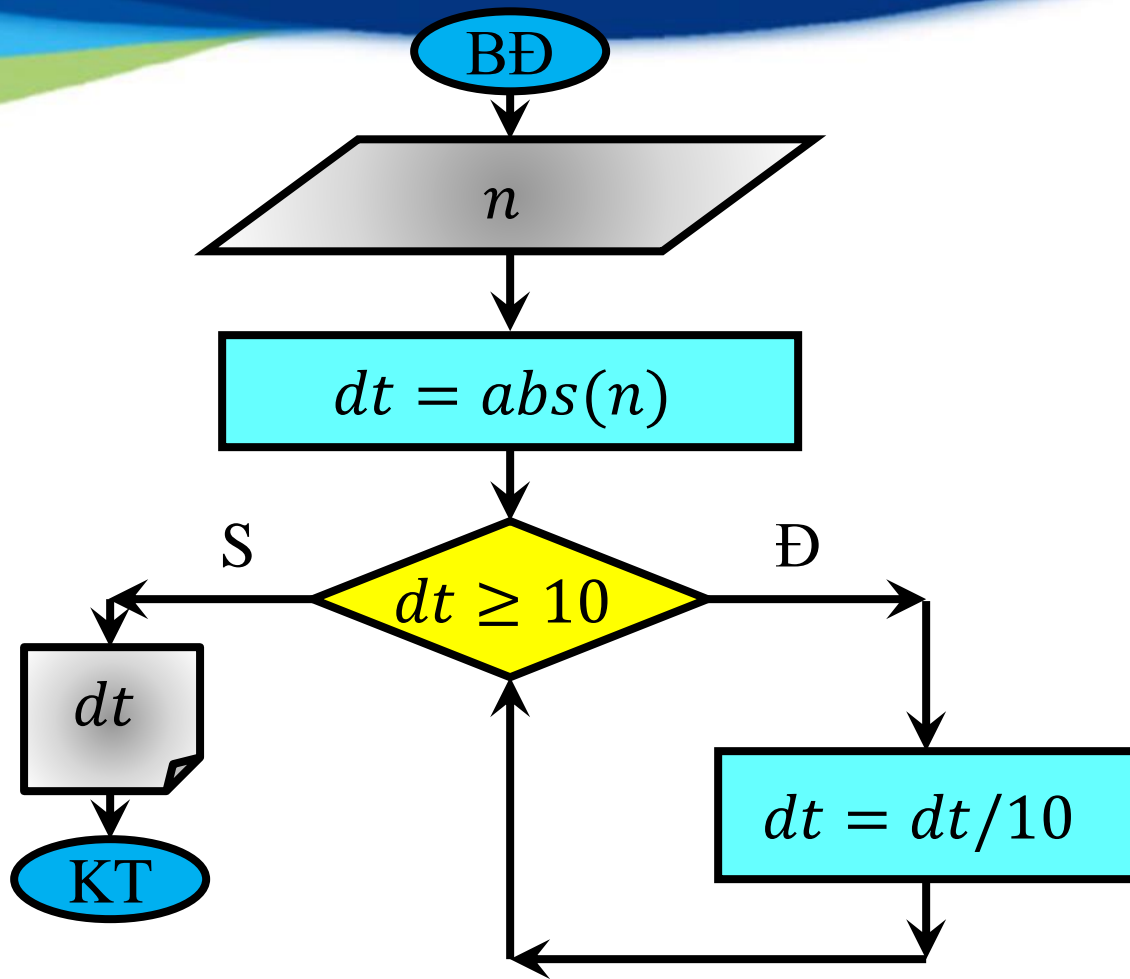 BĐ
n
dt = abs(n)
S
Đ
dt ≥ 10
dt
dt = dt/10
KT